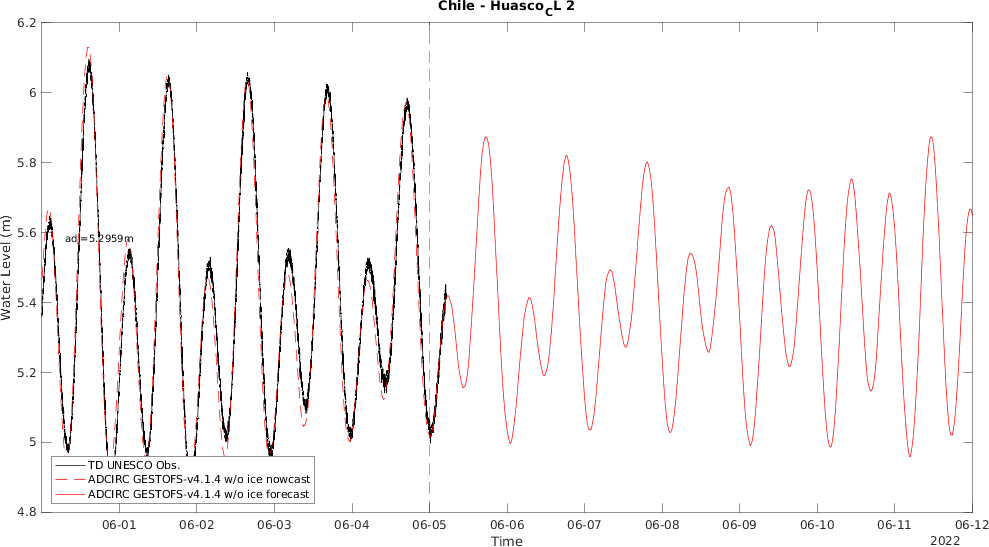 Chile - Huasco_CL 2
Water Level (m)
6.2
6
5.8
5.6
5.4
5.2
5
4.8
adj=5.2959m
TD UNESCO Obs.
ADCIRC GESTOFS-v4.1.4 w/o ice nowcast
ADCIRC GESTOFS-v4.1.4 w/o ice forecast
06-01 06-02 06-03 06-04 06-05 06-06 06-07 06-08 06-09 06-10 06-11 06-12
Time
2022